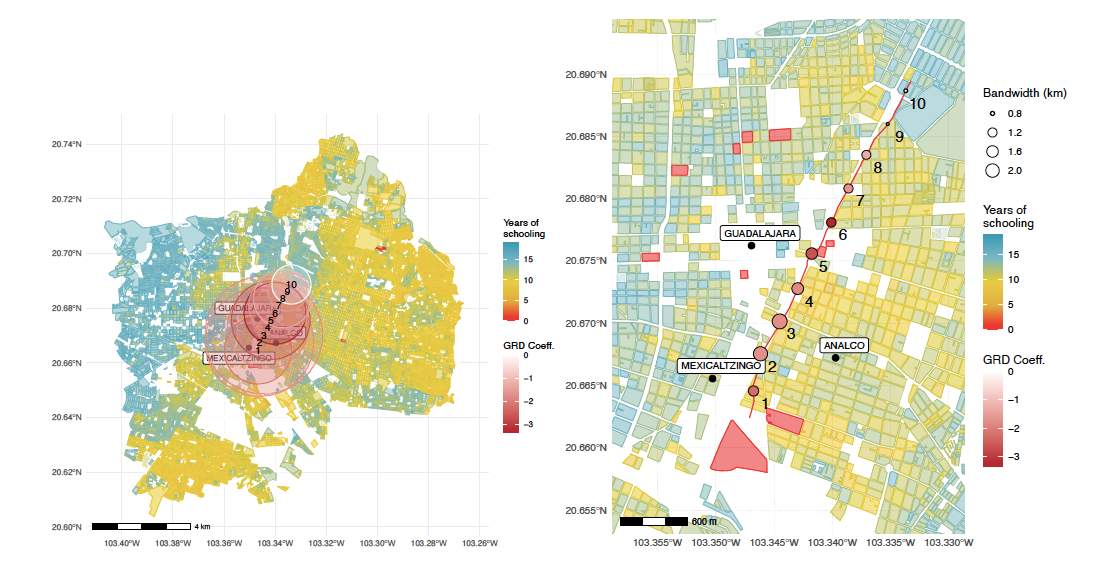 20.74°N
20.72°N
20.70°N
20.68°N
20.66°N
20.64°N
20.62°N
20.60°N
103.40°W 103.38°W 103.36°W 103.34°W 103.32°W 103.30°W 103.28°W 103.26°W
4 km
GUADALAJARA
ANALCO
MEXICALTZINGO
10
9
8
7
6
5
4
3
2
1
Years of
schooling
15
10
5
0
GRD Coeff.
0
−1
−2
−3
20.690°N
20.685°N
20.680°N
20.675°N
20.670°N
20.665°N
20.660°N
20.655°N
103.355°W 103.350°W 103.345°W 103.340°W 103.335°W 103.330°W
600 m
10
9
8
7
6
GUADALAJARA
5
4
3
ANALCO
MEXICALTZINGO
2
1
Bandwidth (km)
0.8
1.2
1.6
2.0
Years of
schooling
15
10
5
0
GRD Coeff.
0
−1
−2
−3